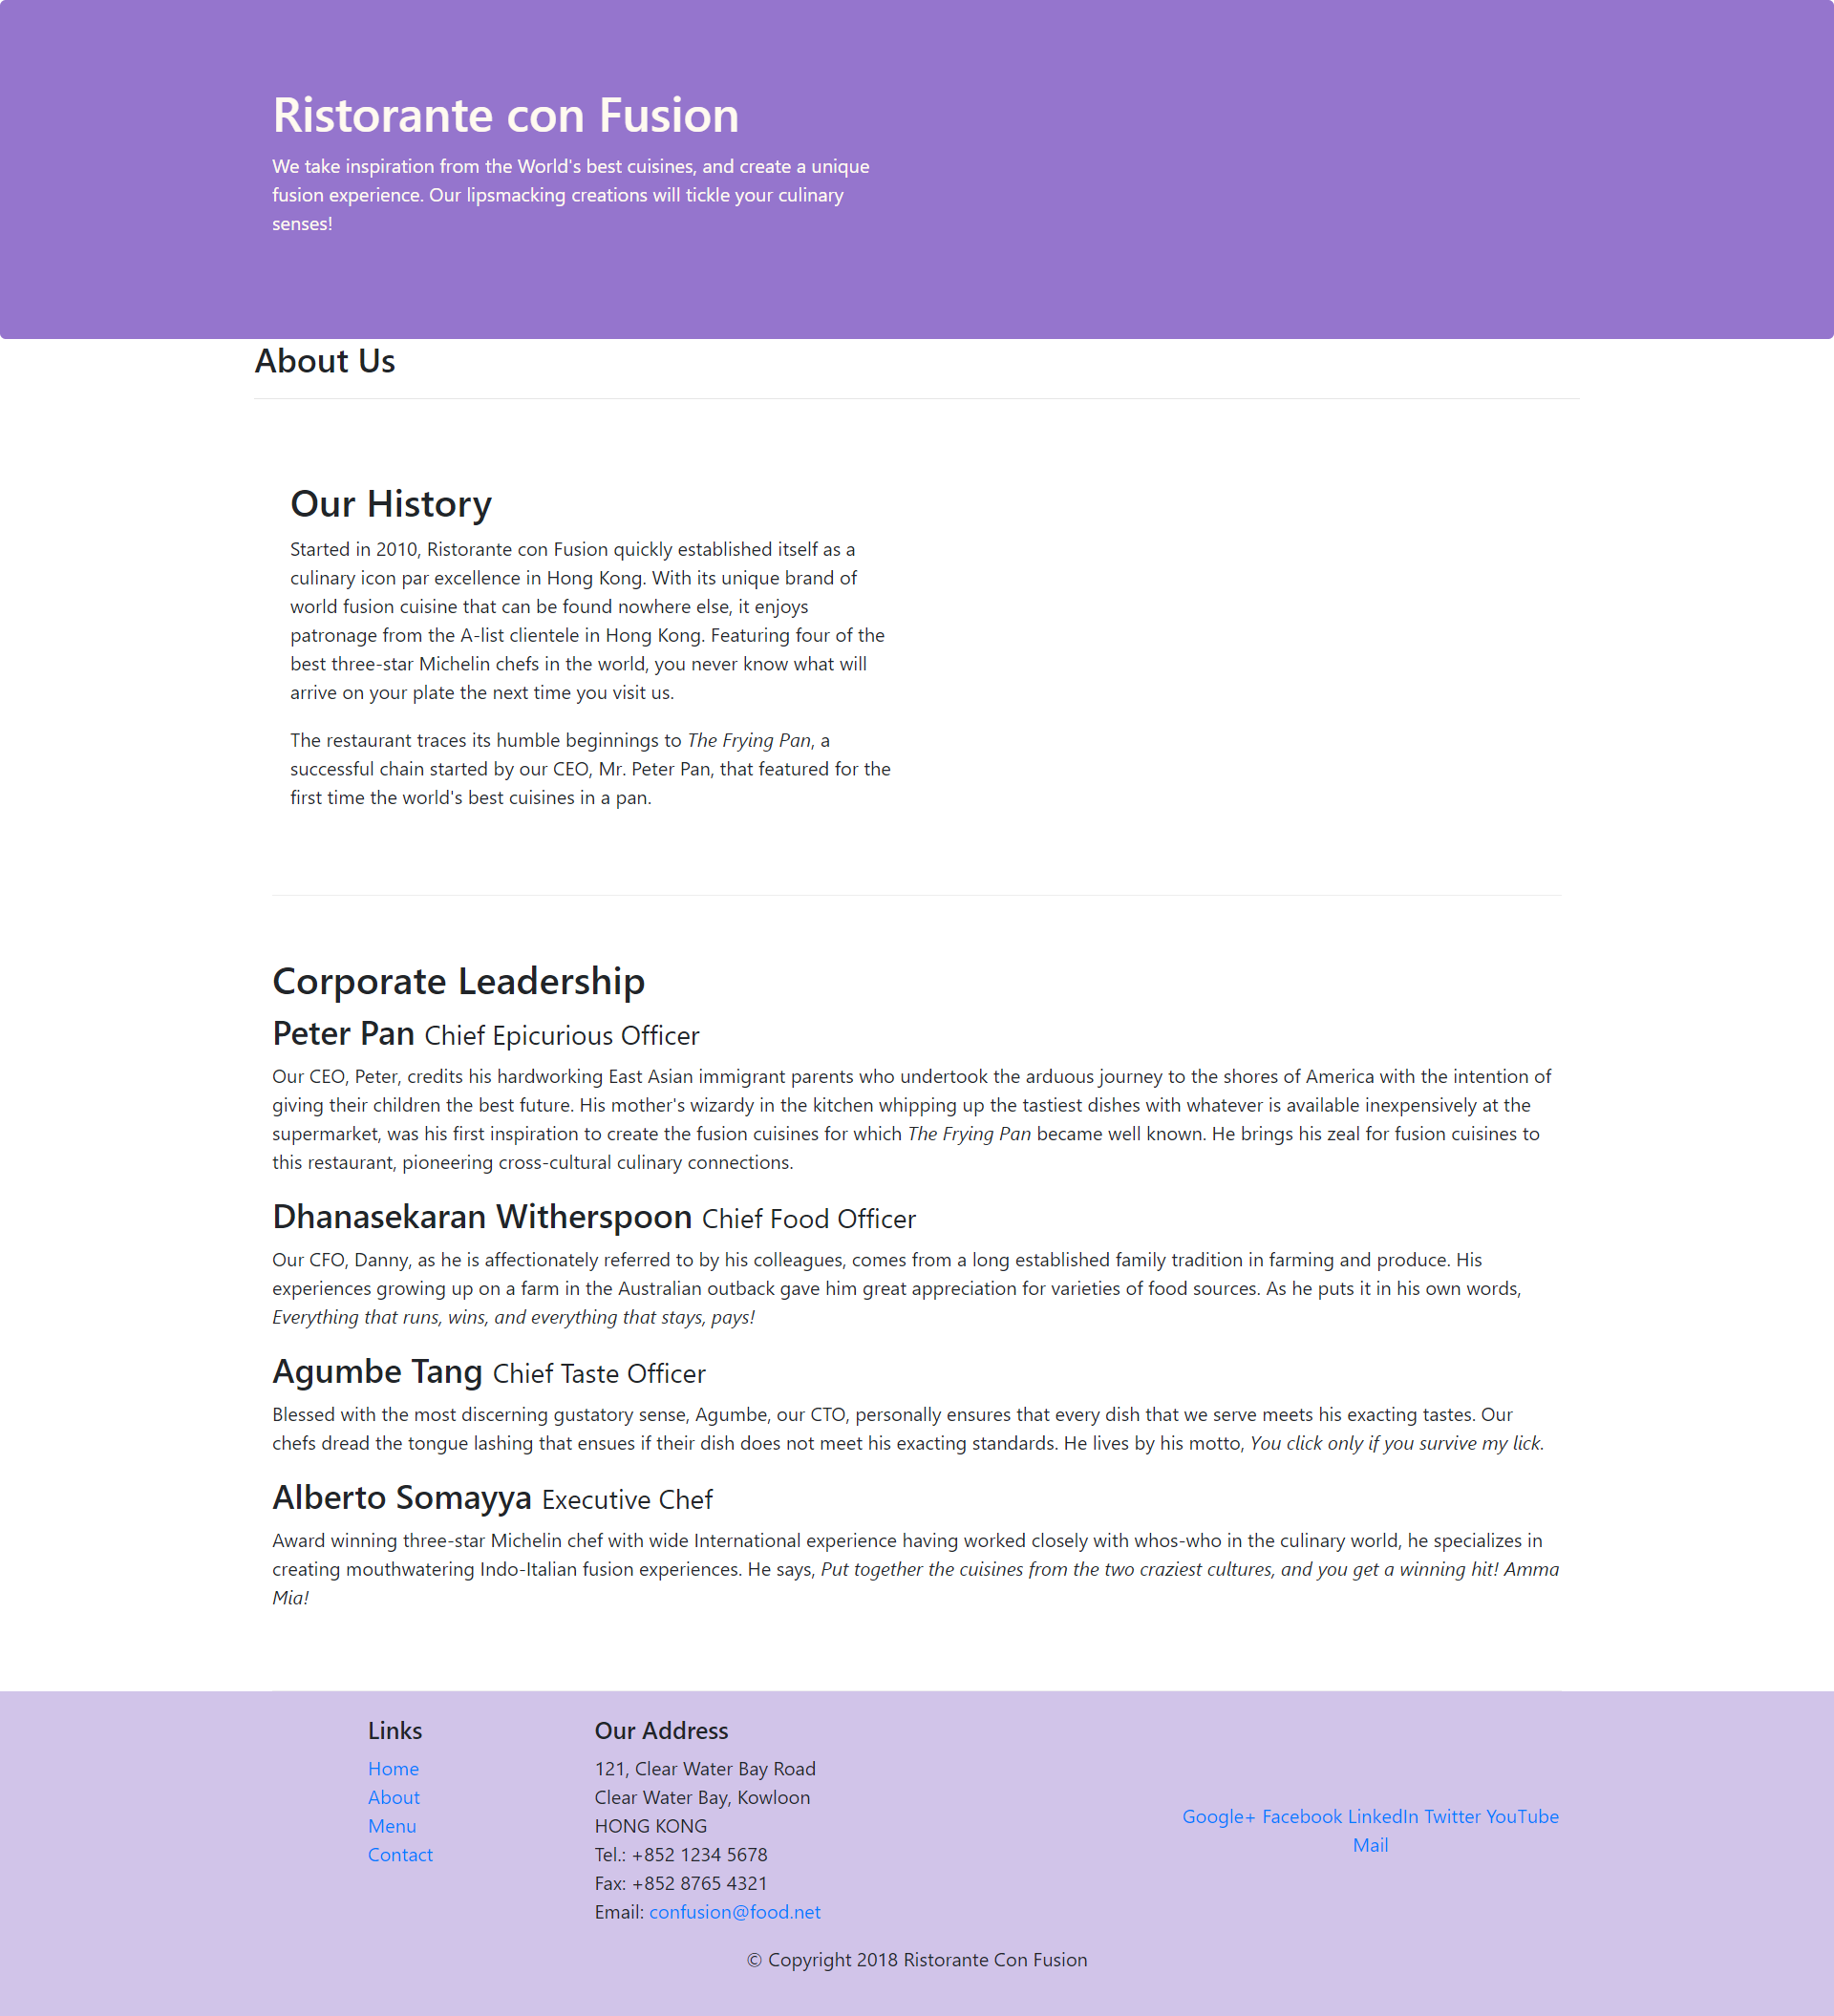 Ristorante con Fusion
We take inspiration from the World's best cuisines, and create a unique
fusion experience. Our lipsmacking creations will tickle your culinary
senses!
About Us
Our History
Started in 2010, Ristorante con Fusion quickly established itself as a
culinary icon par excellence in Hong Kong. With its unique brand of
world fusion cuisine that can be found nowhere else, it enjoys
patronage from the A-list clientele in Hong Kong. Featuring four of the
best three-star Michelin chefs in the world, you never know what will
arrive on your plate the next time you visit us.
The restaurant traces its humble beginnings to The Frying Pan, a
successful chain started by our CEO, Mr. Peter Pan, that featured for the
first time the world's best cuisines in a pan.
Corporate Leadership
Peter Pan Chief Epicurious Officer
Our CEO, Peter, credits his hardworking East Asian immigrant parents who undertook the arduous journey to the shores of America with the intention of
giving their children the best future. His mother's wizardy in the kitchen whipping up the tastiest dishes with whatever is available inexpensively at the
supermarket, was his first inspiration to create the fusion cuisines for which The Frying Pan became well known. He brings his zeal for fusion cuisines to
this restaurant, pioneering cross-cultural culinary connections.
Dhanasekaran Witherspoon Chief Food Officer
Our CFO, Danny, as he is affectionately referred to by his colleagues, comes from a long established family tradition in farming and produce. His
experiences growing up on a farm in the Australian outback gave him great appreciation for varieties of food sources. As he puts it in his own words,
Everything that runs, wins, and everything that stays, pays!
Agumbe Tang Chief Taste Officer
Blessed with the most discerning gustatory sense, Agumbe, our CTO, personally ensures that every dish that we serve meets his exacting tastes. Our
chefs dread the tongue lashing that ensues if their dish does not meet his exacting standards. He lives by his motto, You click only if you survive my lick.
Alberto Somayya Executive Chef
Award winning three-star Michelin chef with wide International experience having worked closely with whos-who in the culinary world, he specializes in
creating mouthwatering Indo-Italian fusion experiences. He says, Put together the cuisines from the two craziest cultures, and you get a winning hit! Amma
Mia!
Links
Home
About
Menu
Contact
Our Address
121, Clear Water Bay Road
Clear Water Bay, Kowloon
HONG KONG
Tel.: +852 1234 5678
Fax: +852 8765 4321
Email: confusion@food.net
Google+ Facebook LinkedIn Twitter YouTube
Mail
© Copyright 2018 Ristorante Con Fusion